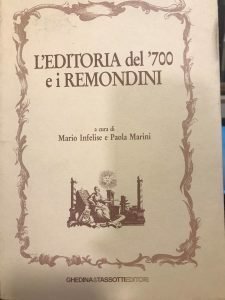 L'EDITORIA del '700
e i REMONDINI
a cura di
Mario Infelise e Paola Marini
GHEDINA&TASSOTTI EDITORI